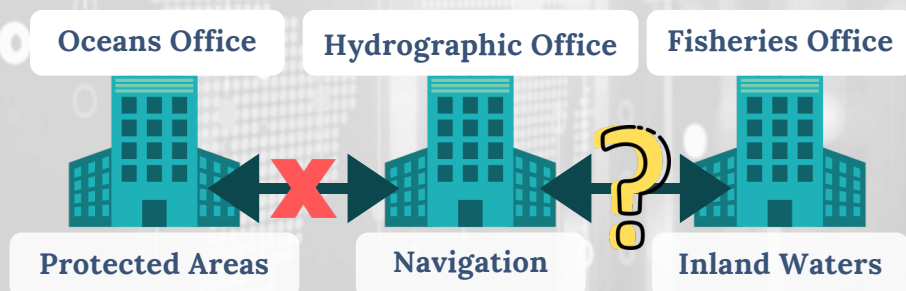 Oceans Office
Hydrographic Office
Fisheries Office
X
?
Protected Areas
Navigation
Inland Waters